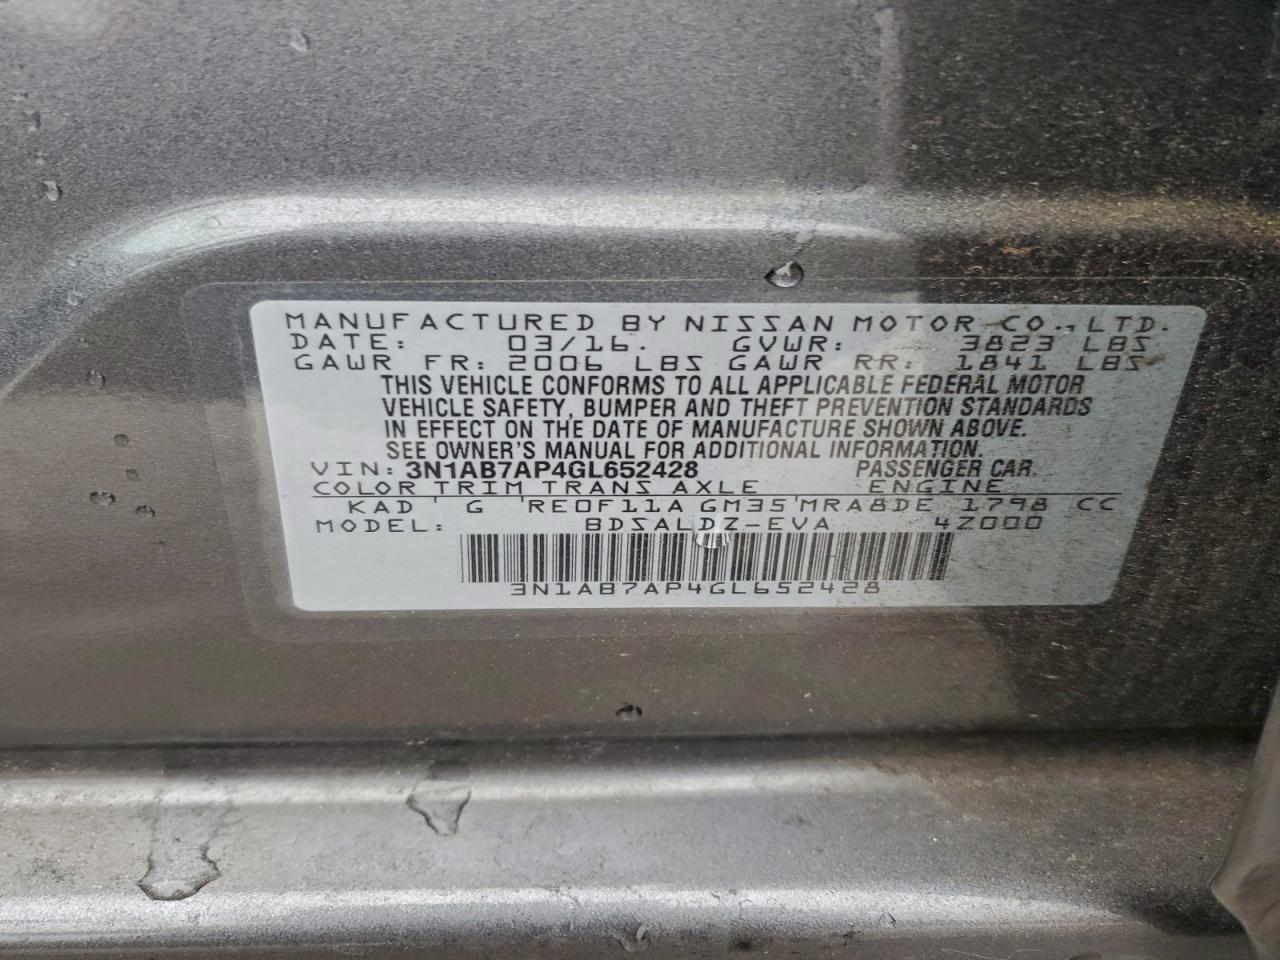 MANUFACTURED BY NISSAN MOTOR CO., LTD.
DATE: 03/16. GVWR: 3823 LBS
GAWR FR: 2006 LBS GAWR RR: 1841 LBS
THIS VEHICLE CONFORMS TO ALL APPLICABLE FEDERAL MOTOR
VEHICLE SAFETY, BUMPER AND THEFT PREVENTION STANDARDS
IN EFFECT ON THE DATE OF MANUFACTURE SHOWN ABOVE.
SEE OWNER'S MANUAL FOR ADDITIONAL INFORMATION.
VIN: 3N1AB7AP4GL652428 PASSENGER CAR.
COLOR TRIM TRANS AXLE ENGINE
KAD G RE0F11A GM35 MRA8DE 1798 CC
MODEL: BDSALDZ-EVA 4Z000
3N1AB7AP4GL652428